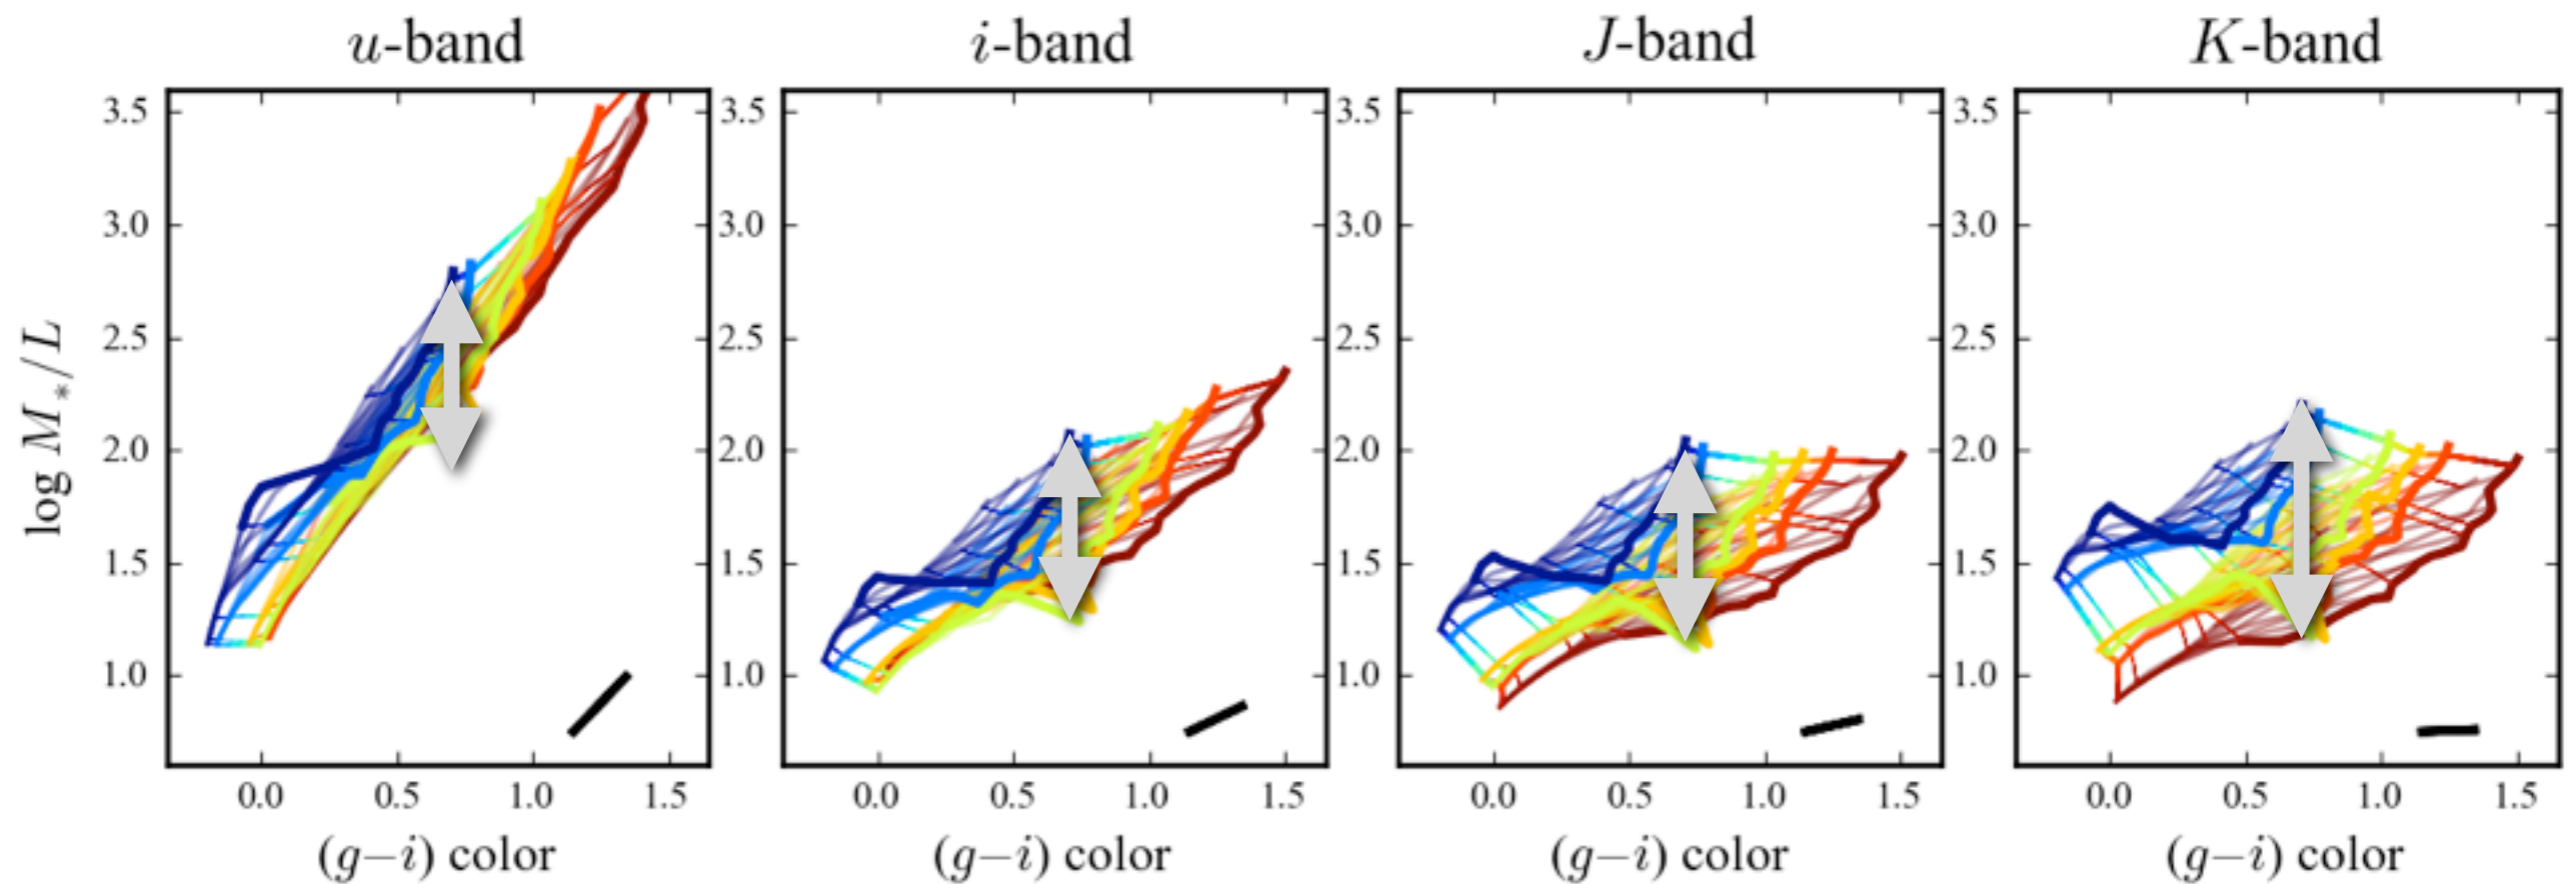 u-band i-band J-band K-band
3.5 3.5 3.5 3.5
3.0 3.0 3.0 3.0
2.5 2.5 2.5 2.5
log M*/L
2.0 2.0 2.0 2.0
1.5 1.5 1.5 1.5
1.0 1.0 1.0 1.0
0.0 0.5 1.0 1.5 0.0 0.5 1.0 1.5 0.0 0.5 1.0 1.5 0.0 0.5 1.0 1.5
(g−i) color (g−i) color (g−i) color (g−i) color